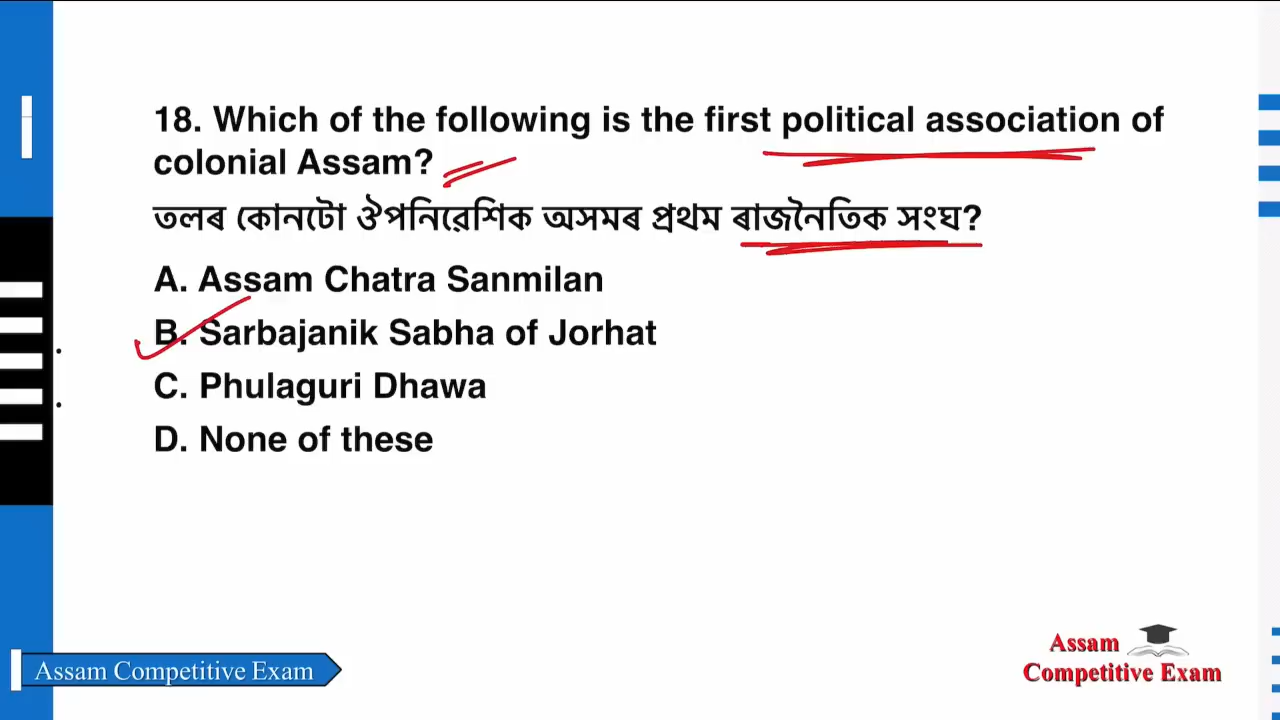 18. Which of the following is the first political association of
colonial Assam?
তলৰ কোনটো ঔপনিৱেশিক অসমৰ প্ৰথম ৰাজনৈতিক সংঘ?
A. Assam Chatra Sanmilan
B. Sarbajanik Sabha of Jorhat
C. Phulaguri Dhawa
D. None of these
Assam Competitive Exam
Assam
Competitive Exam